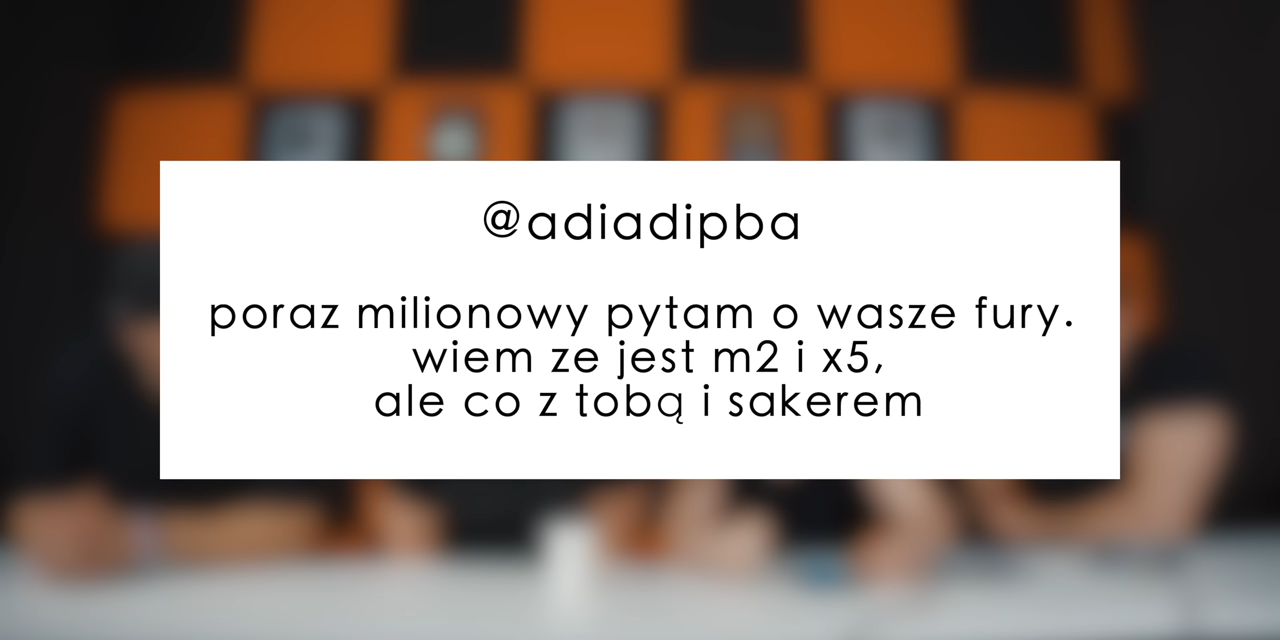 @adiadipba
poraz milionowy pytam o wasze fury.
wiem ze jest m2 i x5,
ale co z tobą i sakerem